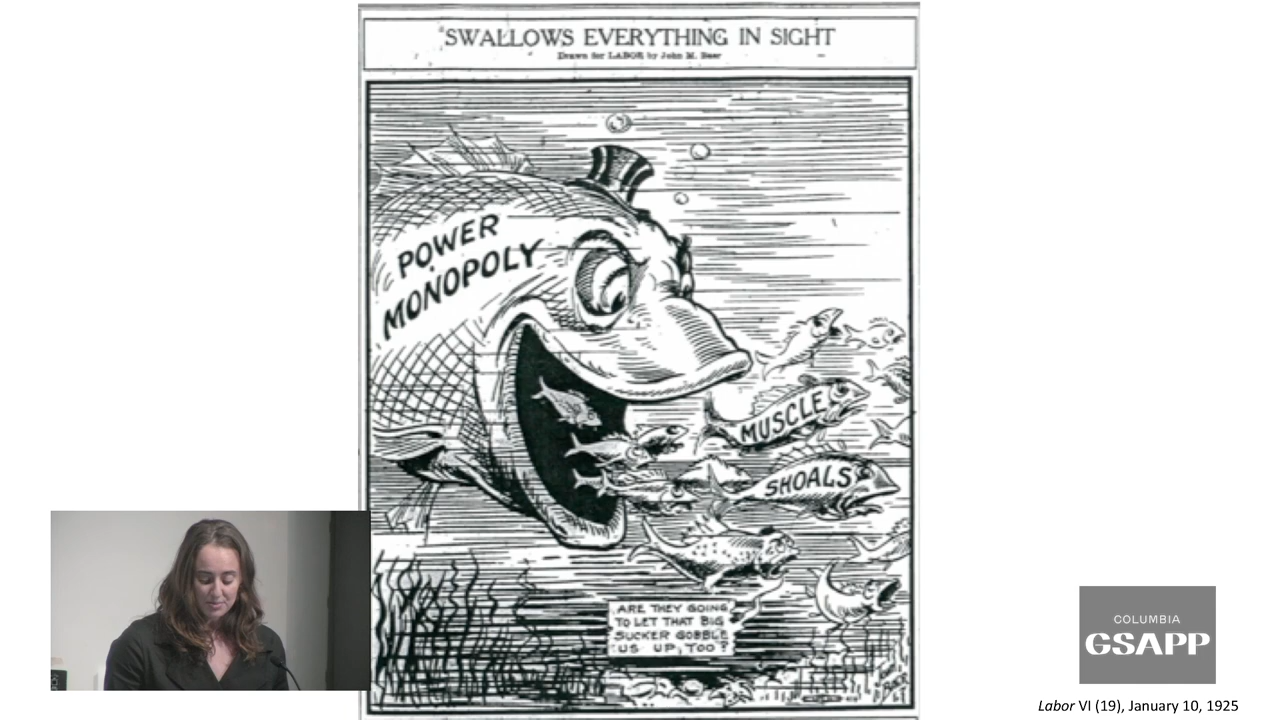 "SWALLOWS EVERYTHING IN SIGHT
Drawn for LABOR by John M. Baer
POWER
MONOPOLY
MUSCLE
SHOALS
ARE THEY GOING
TO LET THAT BIG
SUCKER GOBBLE
US UP, TOO?
COLUMBIA
GSAPP
Labor VI (19), January 10, 1925